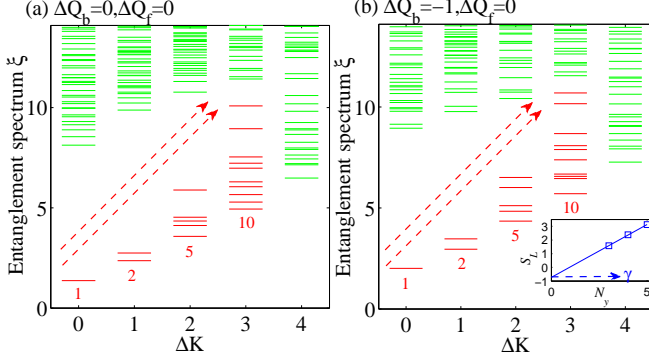 (a) ΔQ_b=0,ΔQ_f=0
Entanglement spectrum ξ
10
5
0
1
2
5
10
0 1 2 3 4
ΔK
(b) ΔQ_b=−1,ΔQ_f=0
Entanglement spectrum ξ
10
5
0
1
2
5
10
0 1 2 3 4
ΔK
S_L
3
2
1
0
−1
γ
0 5
N_y